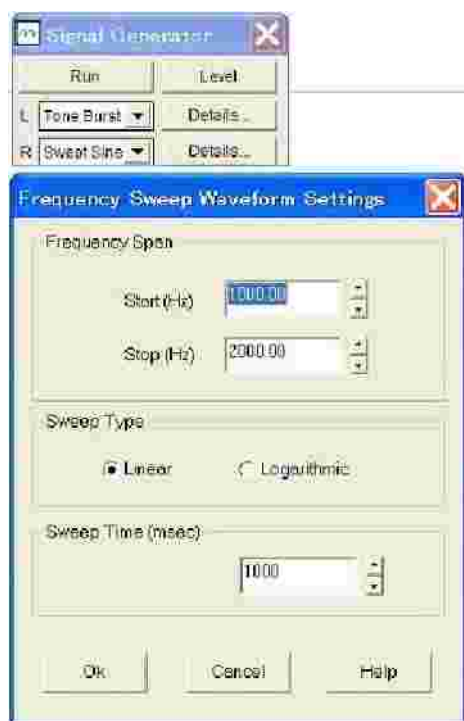 Signal Generator
Run Level
L Tone Burst Details...
R Swept Sine Details...
Frequency Sweep Waveform Settings
Frequency Span
Start (Hz) 1000.00
Stop (Hz) 2000.00
Sweep Type
Linear Logarithmic
Sweep Time (msec)
1000
Ok Cancel Help